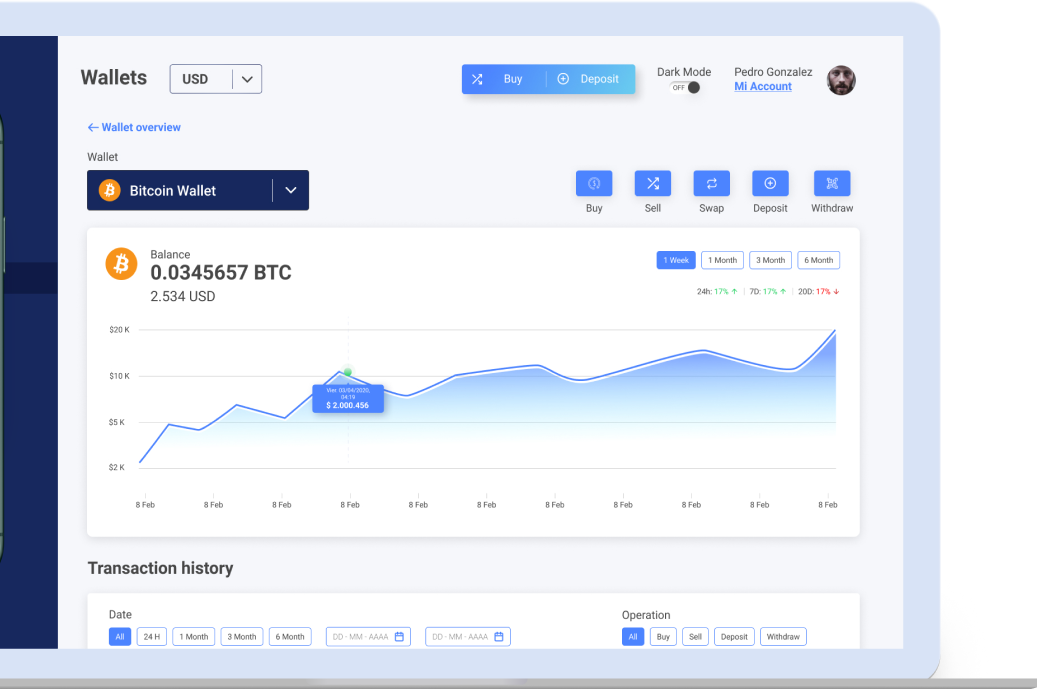 Wallets
USD
Buy
Deposit
Dark Mode
OFF
Pedro Gonzalez
Mi Account
← Wallet overview
Wallet
Bitcoin Wallet
Buy
Sell
Swap
Deposit
Withdraw
Balance
0.0345657 BTC
2.534 USD
1 Week
1 Month
3 Month
6 Month
24h: 17% ↑ 7D: 17% ↑ 20D: 17% ↓
$20 K
$10 K
$5 K
$2 K
Vier, 03/04/2020,
04:19
$ 2.000.456
8 Feb 8 Feb 8 Feb 8 Feb 8 Feb 8 Feb 8 Feb 8 Feb 8 Feb 8 Feb 8 Feb
Transaction history
Date
All
24 H
1 Month
3 Month
6 Month
DD - MM - AAAA
DD - MM - AAAA
Operation
All
Buy
Sell
Deposit
Withdraw